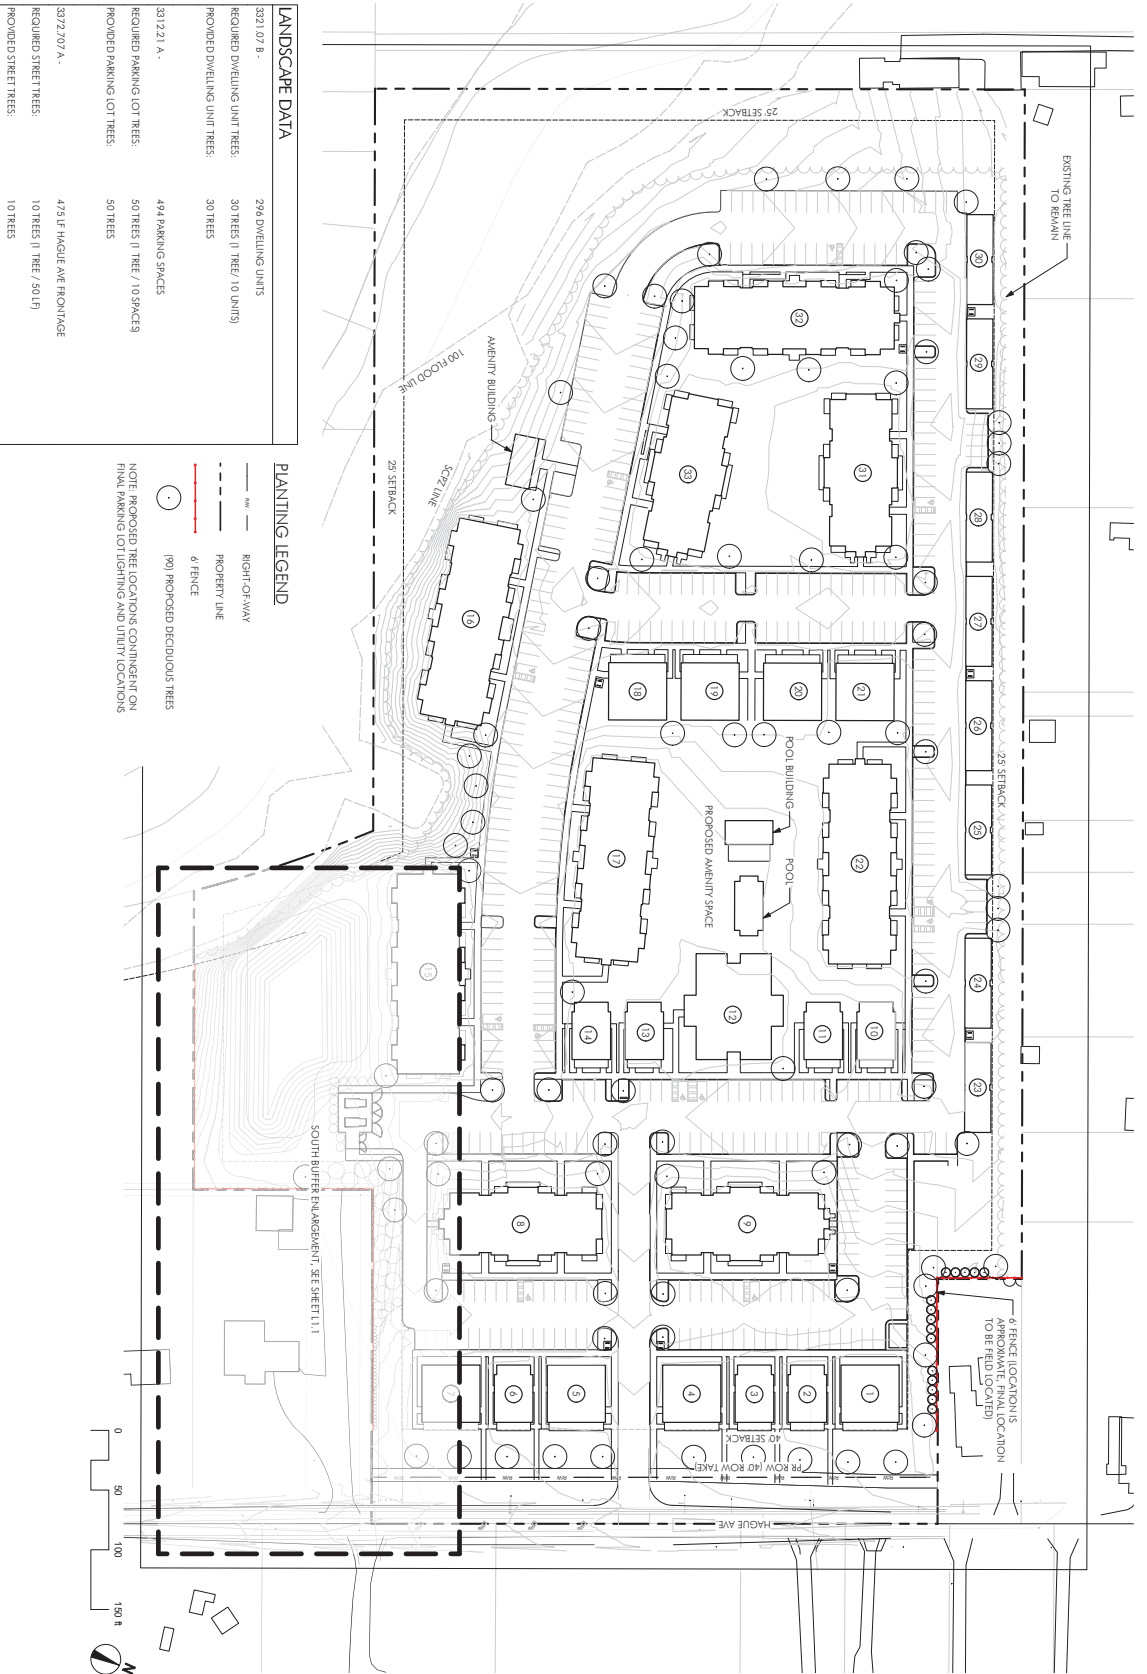 LANDSCAPE DATA
3321.07 B - 296 DWELLING UNITS
REQUIRED DWELLING UNIT TREES: 30 TREES (1 TREE/ 10 UNITS)
PROVIDED DWELLING UNIT TREES: 30 TREES
3312.21 A - 494 PARKING SPACES
REQUIRED PARKING LOT TREES: 50 TREES (1 TREE / 10 SPACES)
PROVIDED PARKING LOT TREES: 50 TREES
3372.707 A - 475 LF HAGUE AVE FRONTAGE
REQUIRED STREET TREES: 10 TREES (1 TREE / 50 LF)
PROVIDED STREET TREES: 10 TREES
PLANTING LEGEND
R/W RIGHT-OF-WAY
PROPERTY LINE
6' FENCE
(90) PROPOSED DECIDUOUS TREES
NOTE: PROPOSED TREE LOCATIONS CONTINGENT ON
FINAL PARKING LOT LIGHTING AND UTILITY LOCATIONS
EXISTING TREE LINE
TO REMAIN
25' SETBACK
30
29
28
27
26
25
24
23
25' SETBACK
32
31
33
100 FLOOD LINE
AMENITY BUILDING
SCPZ LINE
25' SETBACK
16
18
19
20
21
17
22
POOL BUILDING
POOL
PROPOSED AMENITY SPACE
15
14
13
12
11
10
8
9
7
6
5
4
3
2
1
SOUTH BUFFER ENLARGEMENT, SEE SHEET L1.1
6' FENCE (LOCATION IS
APPROXIMATE, FINAL LOCATION
TO BE FIELD LOCATED)
40' SETBACK
PR ROW (40' ROW TAKE)
R/W
R/W
R/W
R/W
R/W
R/W
R/W
R/W
HAGUE AVE
0
50
100
150 ft
N